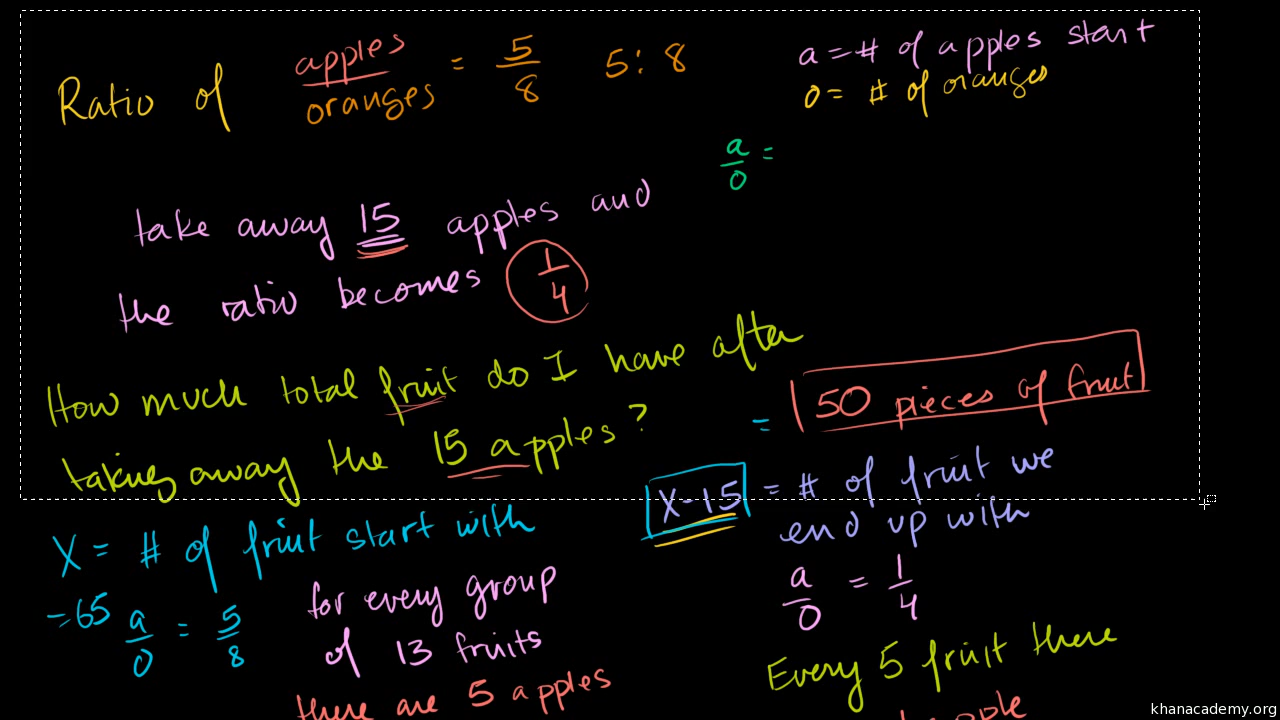 Ratio of apples/oranges = 5/8 5:8
a = # of apples start
o = # of oranges
a/o =
take away 15 apples and
the ratio becomes 1/4
How much total fruit do I have after
taking away the 15 apples?
= 50 pieces of fruit
X-15 = # of fruit we
end up with
X = # of fruit start with
=65
a/o = 5/8
for every group
of 13 fruits
there are 5 apples
a/o = 1/4
Every 5 fruit there
apple
khanacademy.org